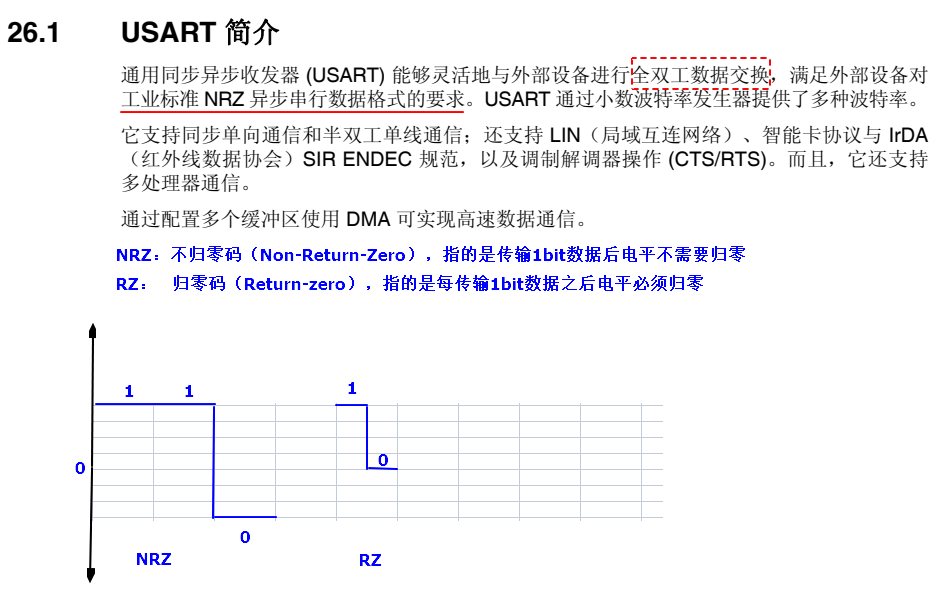 26.1 USART 简介
通用同步异步收发器 (USART) 能够灵活地与外部设备进行全双工数据交换，满足外部设备对
工业标准 NRZ 异步串行数据格式的要求。USART 通过小数波特率发生器提供了多种波特率。
它支持同步单向通信和半双工单线通信；还支持 LIN（局域互连网络）、智能卡协议与 IrDA
（红外线数据协会）SIR ENDEC 规范，以及调制解调器操作 (CTS/RTS)。而且，它还支持
多处理器通信。
通过配置多个缓冲区使用 DMA 可实现高速数据通信。
NRZ：不归零码（Non-Return-Zero），指的是传输1bit数据后电平不需要归零
RZ： 归零码（Return-zero），指的是每传输1bit数据之后电平必须归零
1 1 1
0 0
0
NRZ RZ